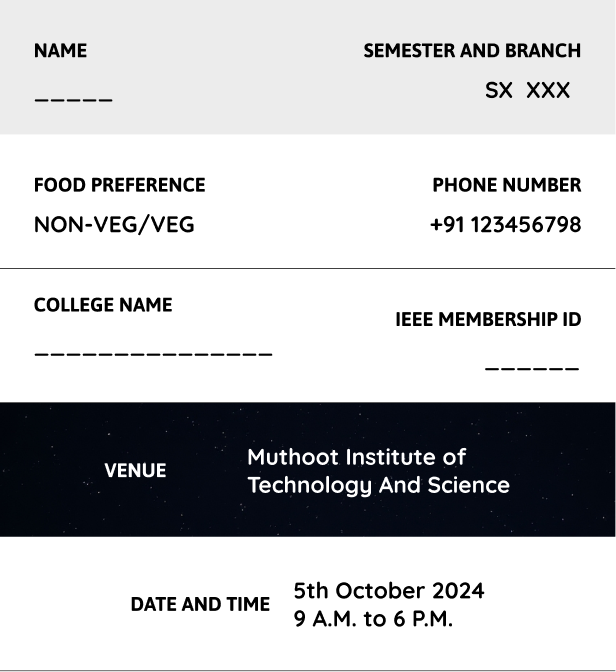 NAME
SEMESTER AND BRANCH
_____
SX XXX
FOOD PREFERENCE
PHONE NUMBER
NON-VEG/VEG
+91 123456798
COLLEGE NAME
IEEE MEMBERSHIP ID
_______________
______
VENUE
Muthoot Institute of
Technology And Science
DATE AND TIME
5th October 2024
9 A.M. to 6 P.M.